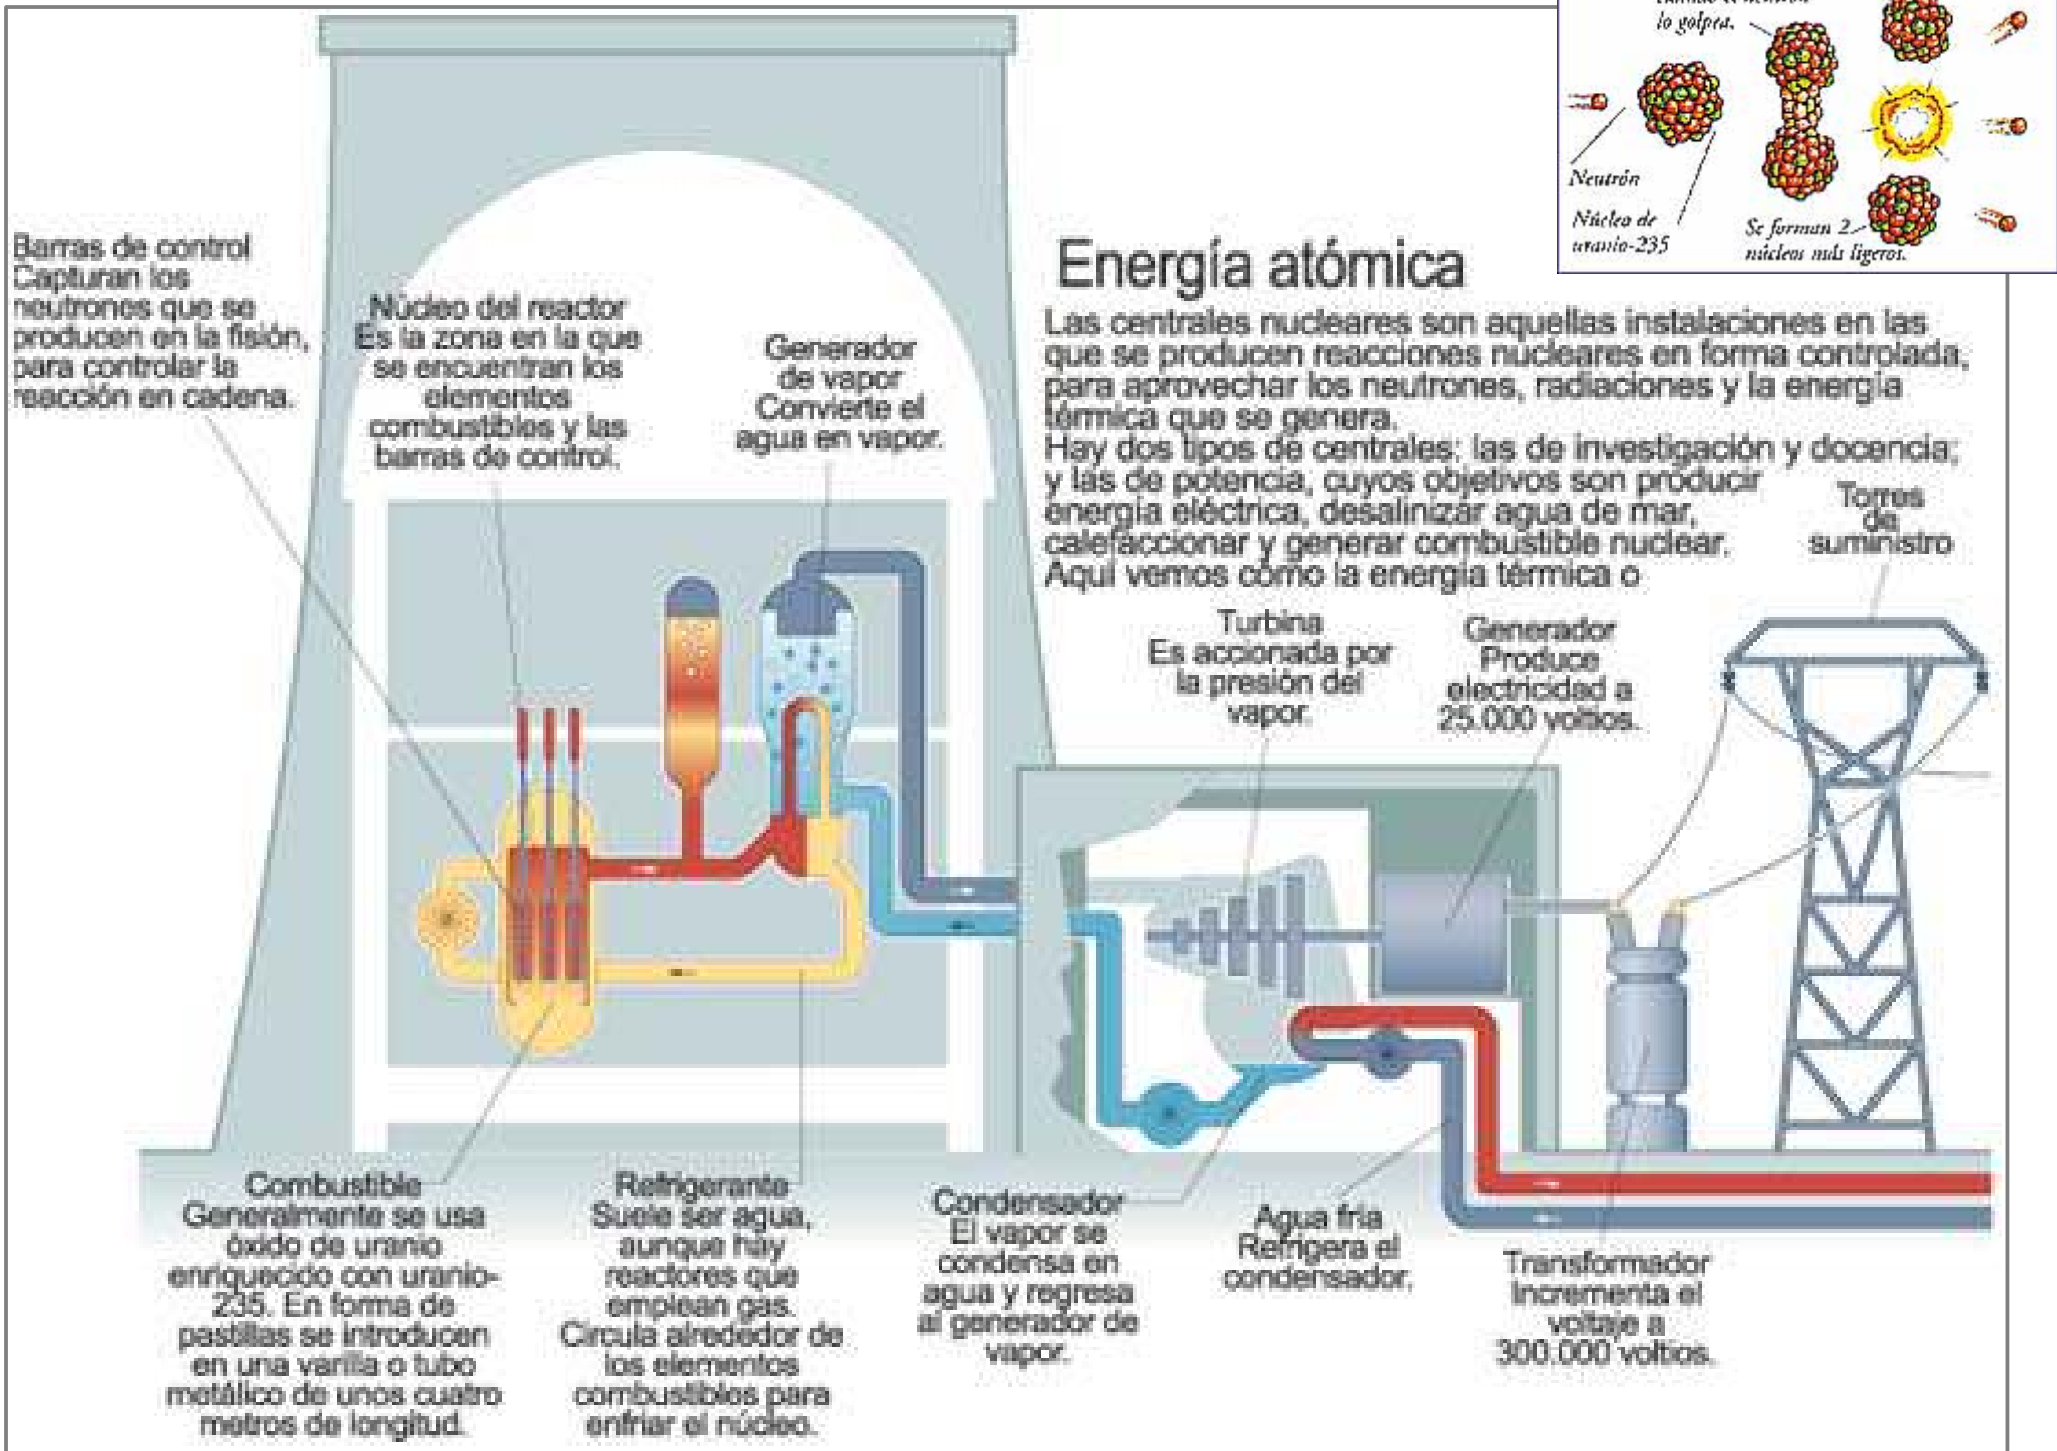 lo golpea.
Neutrón
Núcleo de
uranio-235
Se forman 2
núcleos más ligeros.
Energía atómica
Las centrales nucleares son aquellas instalaciones en las
que se producen reacciones nucleares en forma controlada,
para aprovechar los neutrones, radiaciones y la energía
térmica que se genera.
Hay dos tipos de centrales: las de investigación y docencia;
y las de potencia, cuyos objetivos son producir
energía eléctrica, desalinizar agua de mar,
calefaccionar y generar combustible nuclear.
Aquí vemos cómo la energía térmica o
Barras de control
Capturan los
neutrones que se
producen en la fisión,
para controlar la
reacción en cadena.
Núcleo del reactor
Es la zona en la que
se encuentran los
elementos
combustibles y las
barras de control.
Generador
de vapor
Convierte el
agua en vapor.
Turbina
Es accionada por
la presión del
vapor.
Generador
Produce
electricidad a
25.000 voltios.
Torres
de
suministro
Combustible
Generalmente se usa
óxido de uranio
enriquecido con uranio-
235. En forma de
pastillas se introducen
en una varilla o tubo
metálico de unos cuatro
metros de longitud.
Refrigerante
Suele ser agua,
aunque hay
reactores que
emplean gas.
Circula alrededor de
los elementos
combustibles para
enfriar el núcleo.
Condensador
El vapor se
condensa en
agua y regresa
al generador de
vapor.
Agua fría
Refrigera el
condensador.
Transformador
Incrementa el
voltaje a
300.000 voltios.